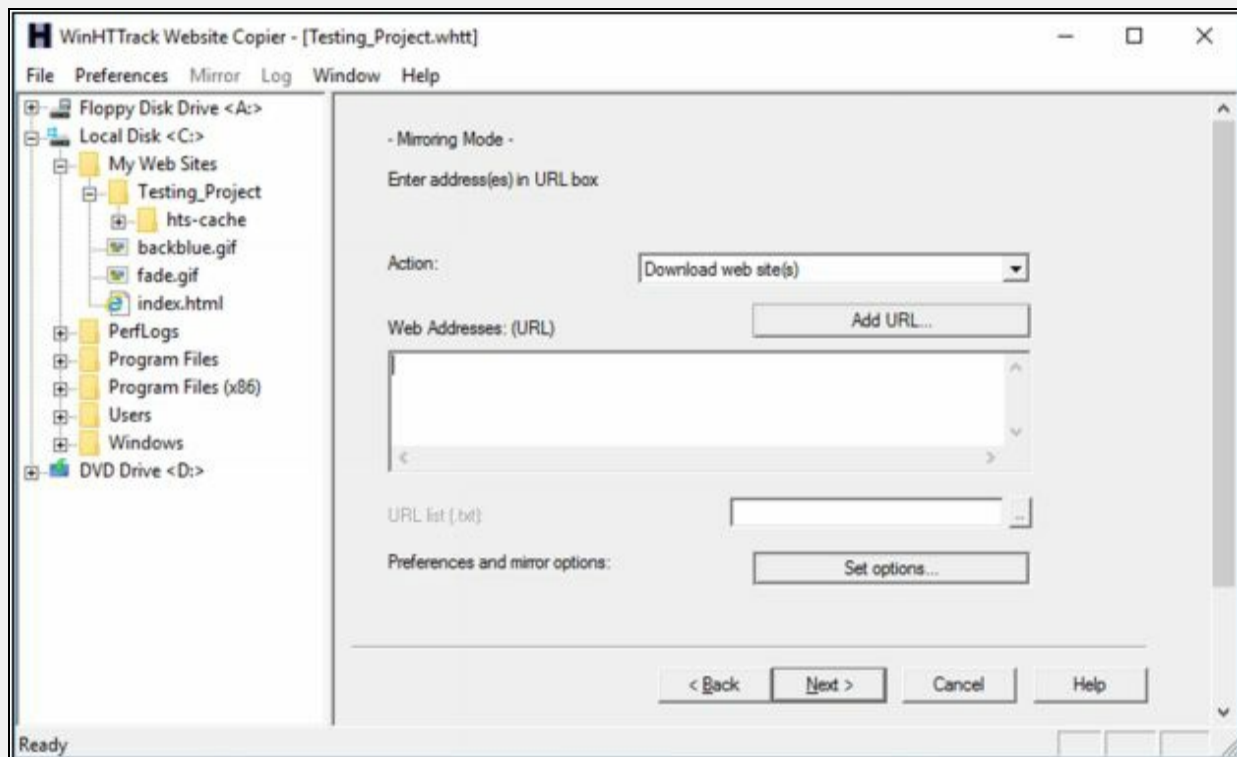 WinHTTrack Website Copier - [Testing_Project.whtt]
File Preferences Mirror Log Window Help
Floppy Disk Drive <A:>
Local Disk <C:>
My Web Sites
Testing_Project
hts-cache
backblue.gif
fade.gif
index.html
PerfLogs
Program Files
Program Files (x86)
Users
Windows
DVD Drive <D:>
- Mirroring Mode -
Enter address(es) in URL box
Action:
Download web site(s)
Add URL...
Web Addresses: (URL)
URL list (.txt)
..
Preferences and mirror options:
Set options...
< Back Next > Cancel Help
Ready